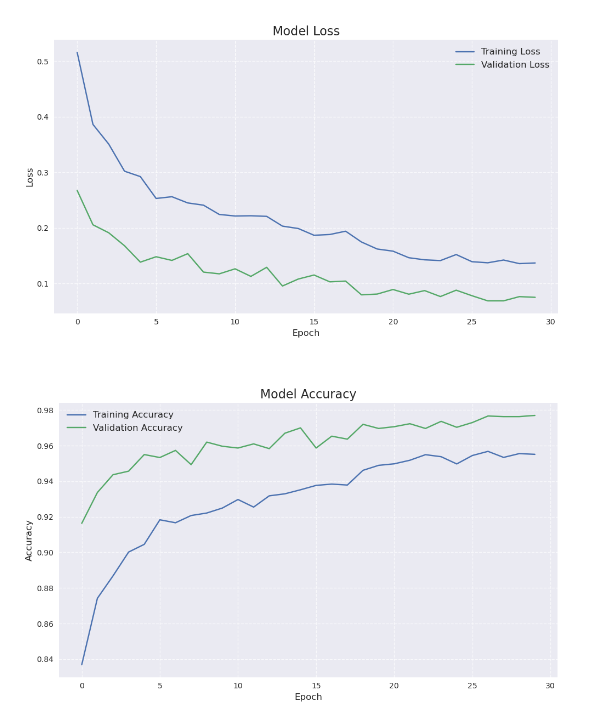 Model Loss
Training Loss
Validation Loss
0.5
0.4
0.3
0.2
0.1
Loss
0
5
10
15
20
25
30
Epoch
Model Accuracy
Training Accuracy
Validation Accuracy
0.98
0.96
0.94
0.92
0.90
0.88
0.86
0.84
Accuracy
0
5
10
15
20
25
30
Epoch